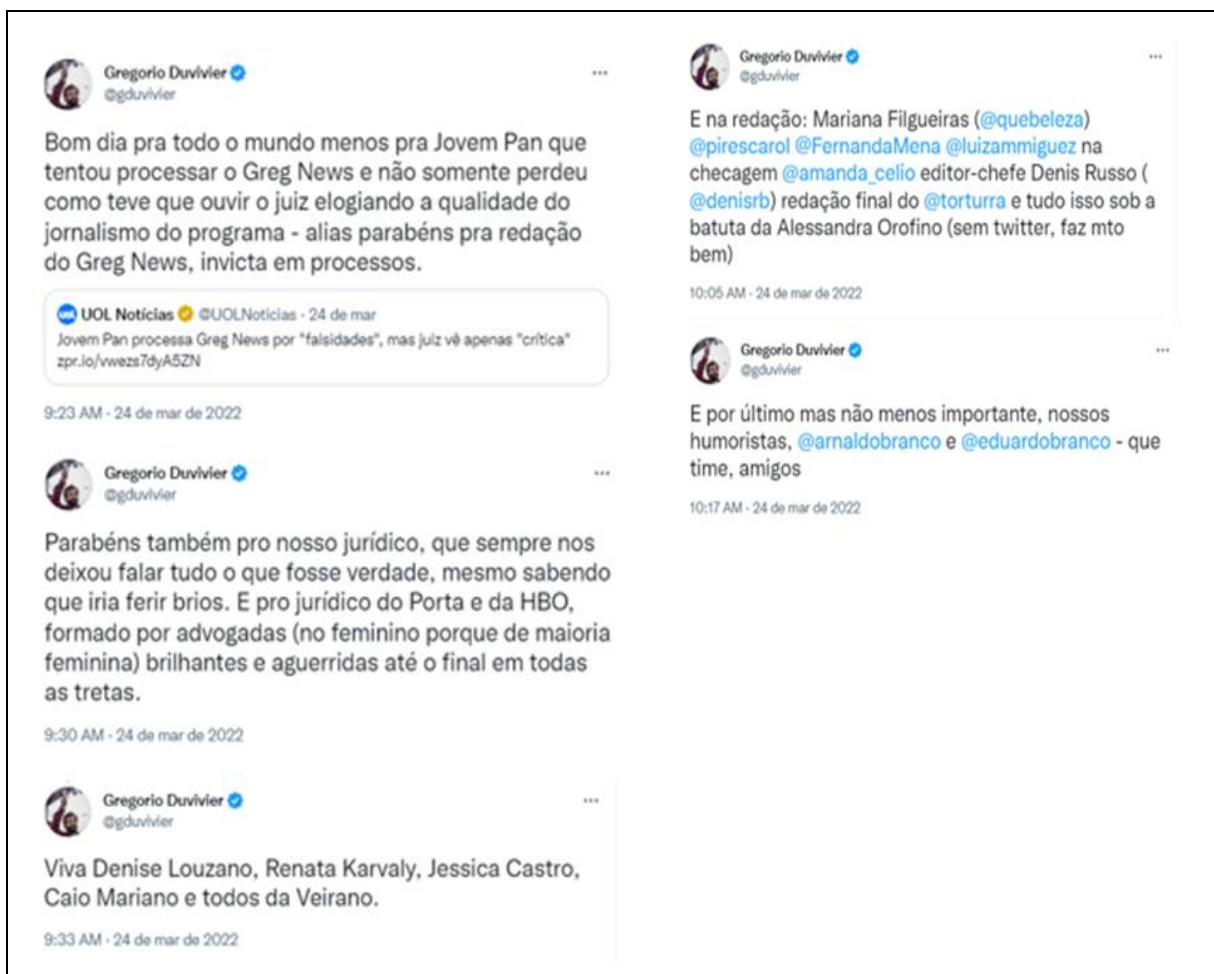 Gregorio Duvivier
@gduvivier
Bom dia pra todo o mundo menos pra Jovem Pan que
tentou processar o Greg News e não somente perdeu
como teve que ouvir o juiz elogiando a qualidade do
jornalismo do programa - alias parabéns pra redação
do Greg News, invicta em processos.
UOL Notícias @UOLNoticias · 24 de mar
Jovem Pan processa Greg News por "falsidades", mas juiz vê apenas "crítica"
zpr.io/vwezs7dyA5ZN
9:23 AM · 24 de mar de 2022
Gregorio Duvivier
@gduvivier
Parabéns também pro nosso jurídico, que sempre nos
deixou falar tudo o que fosse verdade, mesmo sabendo
que iria ferir brios. E pro jurídico do Porta e da HBO,
formado por advogadas (no feminino porque de maioria
feminina) brilhantes e aguerridas até o final em todas
as tretas.
9:30 AM · 24 de mar de 2022
Gregorio Duvivier
@gduvivier
Viva Denise Louzano, Renata Karvaly, Jessica Castro,
Caio Mariano e todos da Veirano.
9:33 AM · 24 de mar de 2022
Gregorio Duvivier
@gduvivier
E na redação: Mariana Filgueiras (@quebeleza)
@pirescarol @FernandaMena @luizammiguez na
checagem @amanda_celio editor-chefe Denis Russo (
@denisrb) redação final do @torturra e tudo isso sob a
batuta da Alessandra Orofino (sem twitter, faz mto
bem)
10:05 AM · 24 de mar de 2022
Gregorio Duvivier
@gduvivier
E por último mas não menos importante, nossos
humoristas, @arnaldobranco e @eduardobranco - que
time, amigos
10:17 AM · 24 de mar de 2022